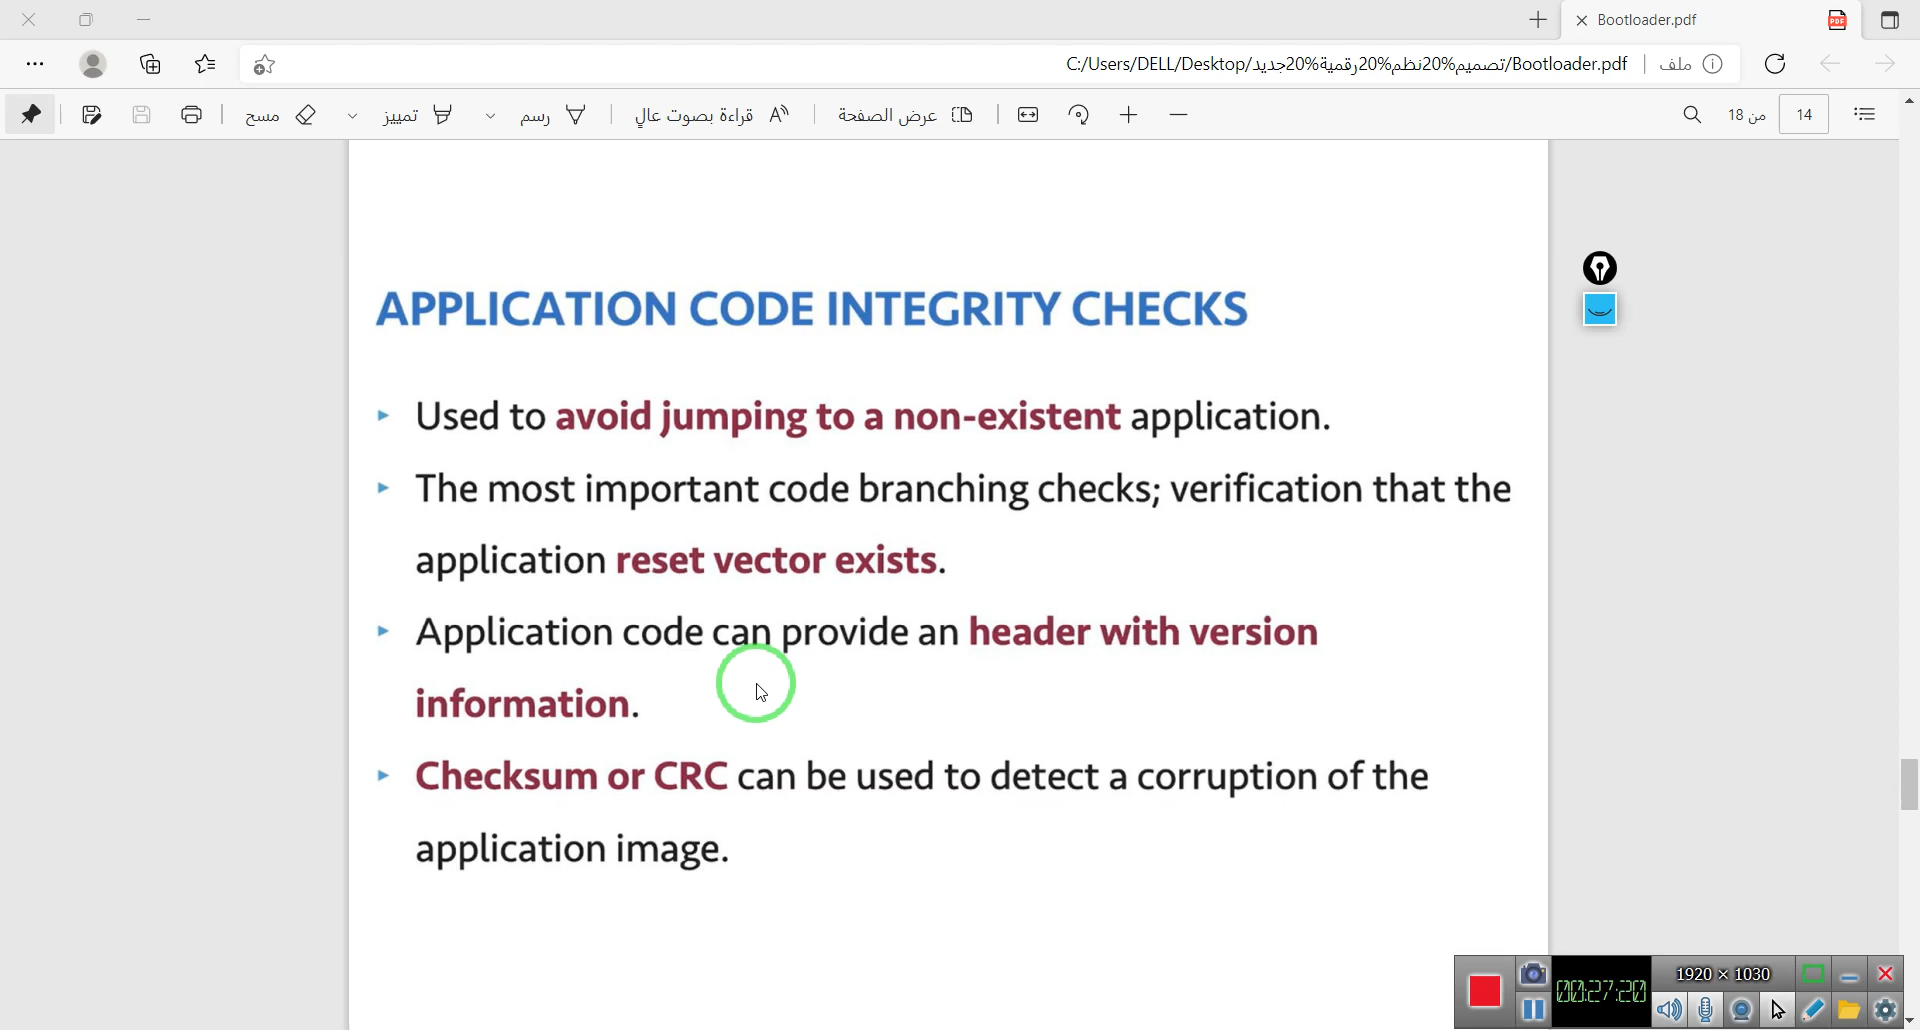 Bootloader.pdf
C:/Users/DELL/Desktop/تصميم%20نظم%20رقمية%20جديد/Bootloader.pdf
ملف
مسح
تمييز
رسم
قراءة بصوت عالٍ
عرض الصفحة
من 18
14
APPLICATION CODE INTEGRITY CHECKS
▸ Used to avoid jumping to a non-existent application.
▸ The most important code branching checks; verification that the
application reset vector exists.
▸ Application code can provide an header with version
information.
▸ Checksum or CRC can be used to detect a corruption of the
application image.
1920 × 1030
00:27:20